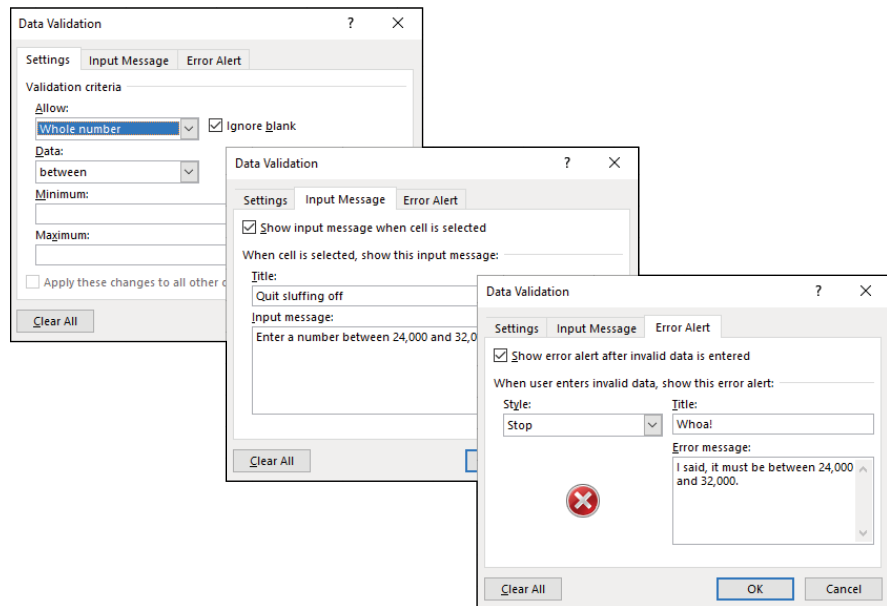 Data Validation
?
Settings
Input Message
Error Alert
Validation criteria
Allow:
Whole number
Ignore blank
Data:
between
Minimum:
Maximum:
Apply these changes to all other
Clear All
Data Validation
?
Settings
Input Message
Error Alert
Show input message when cell is selected
When cell is selected, show this input message:
Title:
Quit sluffing off
Input message:
Enter a number between 24,000 and 32,0
Clear All
Data Validation
?
Settings
Input Message
Error Alert
Show error alert after invalid data is entered
When user enters invalid data, show this error alert:
Style:
Stop
Title:
Whoa!
Error message:
I said, it must be between 24,000
and 32,000.
Clear All
OK
Cancel